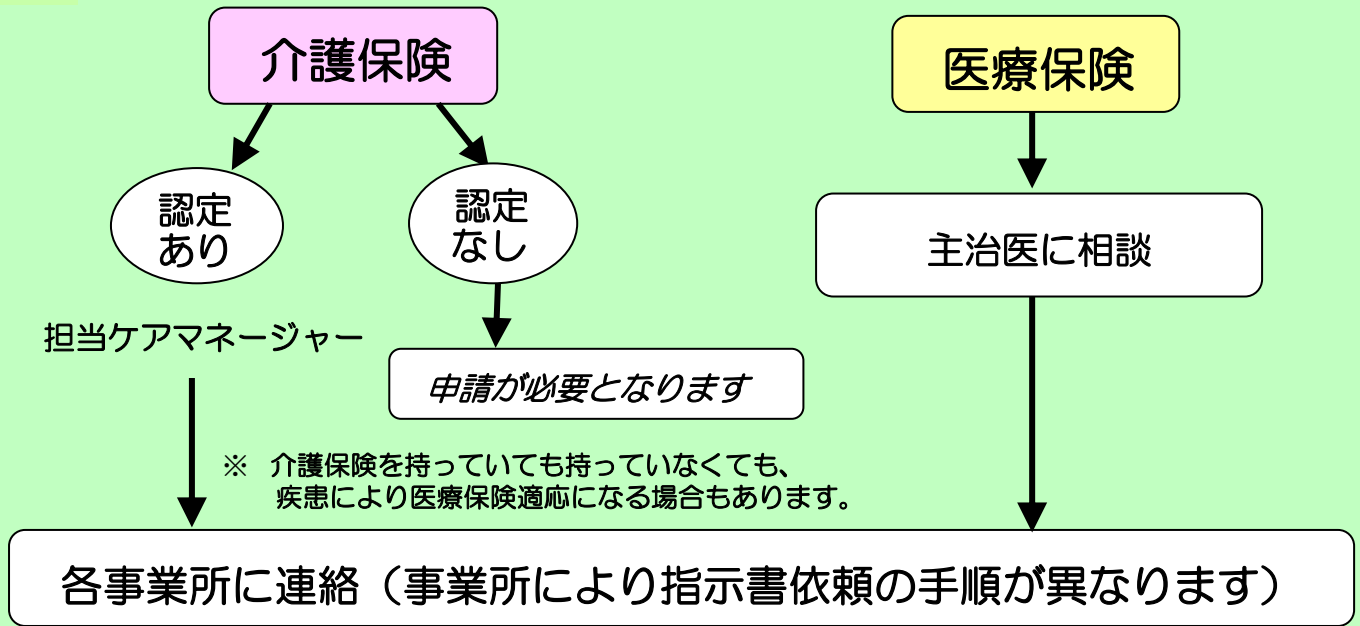 介護保険
医療保険
認定
あり
認定
なし
主治医に相談
担当ケアマネージャー
申請が必要となります
※ 介護保険を持っていても持っていなくても、
疾患により医療保険適応になる場合もあります。
各事業所に連絡（事業所により指示書依頼の手順が異なります）